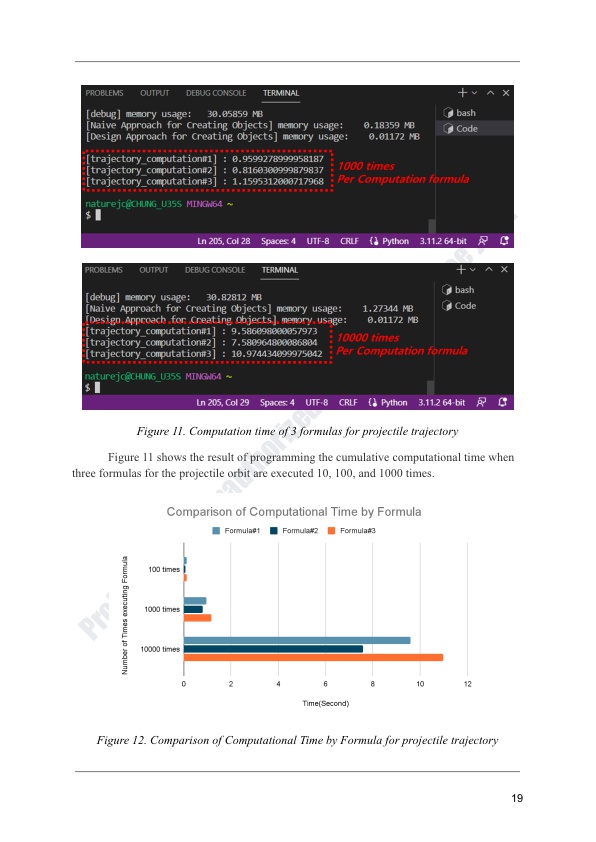 PROBLEMS OUTPUT DEBUG CONSOLE TERMINAL
[debug] memory usage: 30.05859 MB
[Naive Approach for Creating Objects] memory usage: 0.18359 MB
[Design Approach for Creating Objects] memory usage: 0.01172 MB
bash
Code
[trajectory_computation#1] : 0.9599278999958187
[trajectory_computation#2] : 0.8160300999879837
[trajectory_computation#3] : 1.1595312000717968
1000 times
Per Computation formula
naturejc@CHUNG_U35S MINGW64 ~
$
Ln 205, Col 28 Spaces: 4 UTF-8 CRLF Python 3.11.2 64-bit
PROBLEMS OUTPUT DEBUG CONSOLE TERMINAL
[debug] memory usage: 30.82812 MB
[Naive Approach for Creating Objects] memory usage: 1.27344 MB
[Design Approach for Creating Objects] memory usage: 0.01172 MB
bash
Code
[trajectory_computation#1] : 9.586098000057973
[trajectory_computation#2] : 7.580964800086804
[trajectory_computation#3] : 10.974434099975042
10000 times
Per Computation formula
naturejc@CHUNG_U35S MINGW64 ~
$
Ln 205, Col 29 Spaces: 4 UTF-8 CRLF Python 3.11.2 64-bit
Figure 11. Computation time of 3 formulas for projectile trajectory
Figure 11 shows the result of programming the cumulative computational time when
three formulas for the projectile orbit are executed 10, 100, and 1000 times.
Comparison of Computational Time by Formula
Formula#1 Formula#2 Formula#3
Number of Times executing Formula
100 times
1000 times
10000 times
0 2 4 6 8 10 12
Time(Second)
Figure 12. Comparison of Computational Time by Formula for projectile trajectory
19